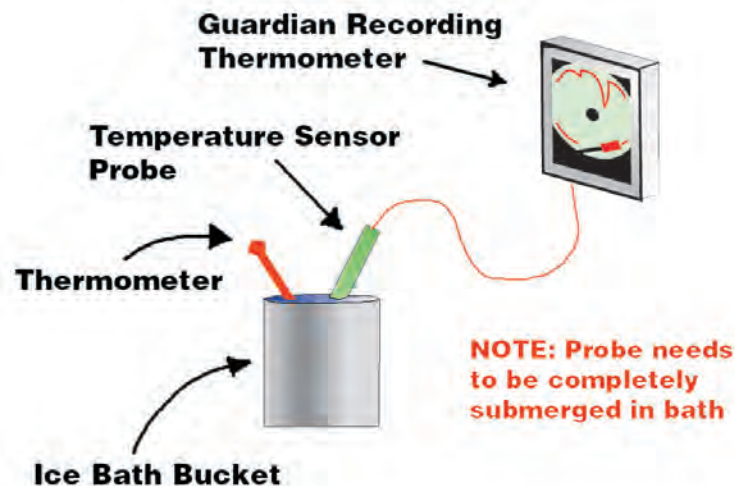 Guardian Recording
Thermometer
Temperature Sensor
Probe
Thermometer
NOTE: Probe needs
to be completely
submerged in bath
Ice Bath Bucket